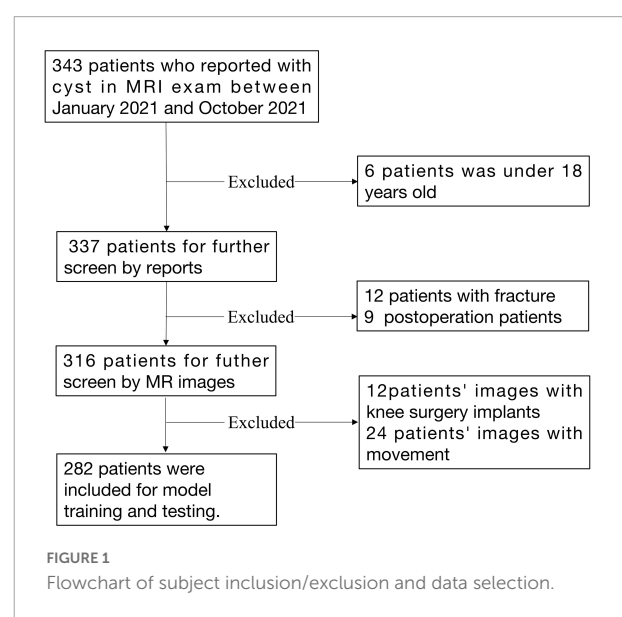 343 patients who reported with
cyst in MRI exam between
January 2021 and October 2021
Excluded
6 patients was under 18
years old
337 patients for further
screen by reports
Excluded
12 patients with fracture
9 postoperation patients
316 patients for futher
screen by MR images
Excluded
12patients' images with
knee surgery implants
24 patients' images with
movement
282 patients were
included for model
training and testing.
FIGURE 1
Flowchart of subject inclusion/exclusion and data selection.